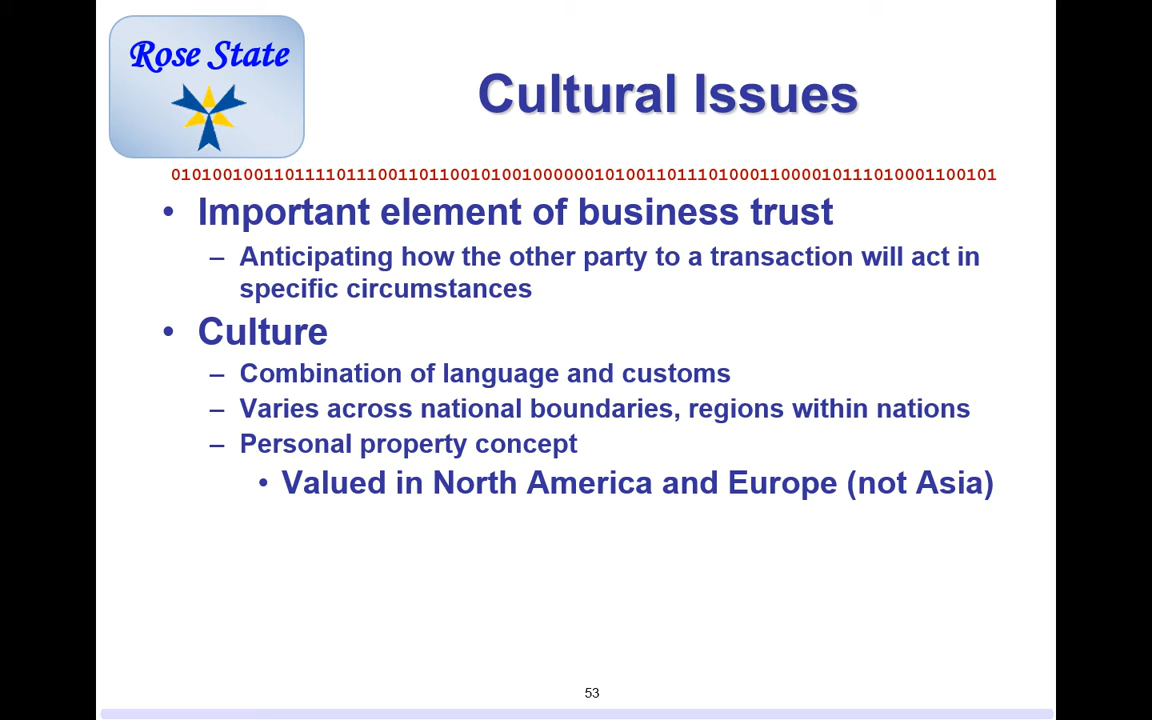 Rose State
Cultural Issues
01010010011011110111001101100101001000000101001101110100011000010111010001100101
• Important element of business trust
– Anticipating how the other party to a transaction will act in
specific circumstances
• Culture
– Combination of language and customs
– Varies across national boundaries, regions within nations
– Personal property concept
• Valued in North America and Europe (not Asia)
53